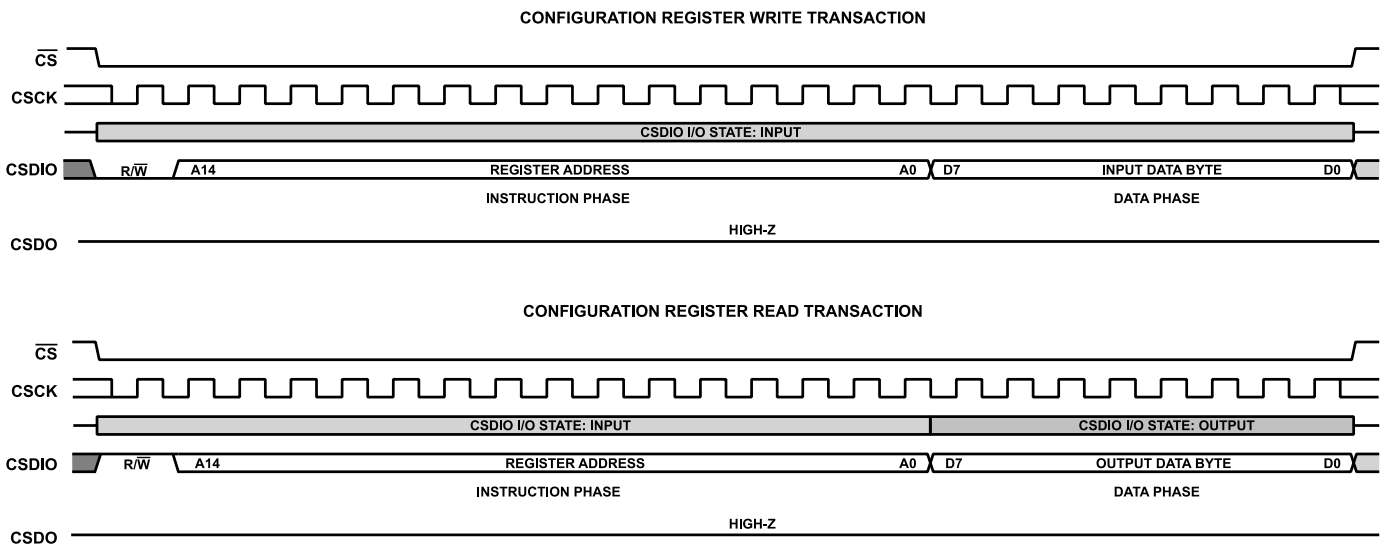 CONFIGURATION REGISTER WRITE TRANSACTION
CS
CSCK
CSDIO I/O STATE: INPUT
CSDIO R/W A14 REGISTER ADDRESS A0 D7 INPUT DATA BYTE D0
INSTRUCTION PHASE DATA PHASE
HIGH-Z
CSDO
CONFIGURATION REGISTER READ TRANSACTION
CS
CSCK
CSDIO I/O STATE: INPUT CSDIO I/O STATE: OUTPUT
CSDIO R/W A14 REGISTER ADDRESS A0 D7 OUTPUT DATA BYTE D0
INSTRUCTION PHASE DATA PHASE
HIGH-Z
CSDO